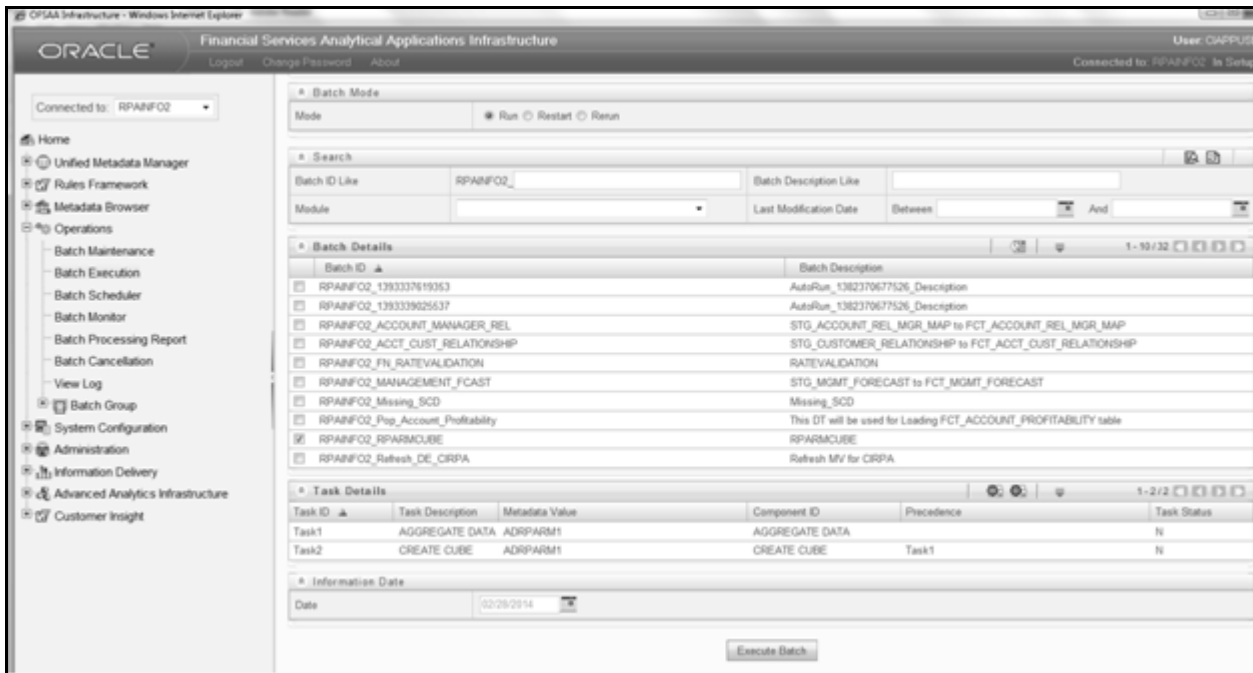 OFSAA Infrastructure - Windows Internet Explorer
ORACLE
Financial Services Analytical Applications Infrastructure
User: CIAPPUS
Logout Change Password About
Connected to: RPAINFO2 In Setup
Connected to: RPAINFO2
Home
Unified Metadata Manager
Rules Framework
Metadata Browser
Operations
Batch Maintenance
Batch Execution
Batch Scheduler
Batch Monitor
Batch Processing Report
Batch Cancellation
View Log
Batch Group
System Configuration
Administration
Information Delivery
Advanced Analytics Infrastructure
Customer Insight
Batch Mode
Mode Run Restart Rerun
Search
Batch ID Like RPAINFO2_ Batch Description Like
Module Last Modification Date Between And
Batch Details 1 - 10/32
Batch ID Batch Description
RPAINFO2_1393337619353 AutoRun_1382370677526_Description
RPAINFO2_1393339025537 AutoRun_1382370677526_Description
RPAINFO2_ACCOUNT_MANAGER_REL STG_ACCOUNT_REL_MGR_MAP to FCT_ACCOUNT_REL_MGR_MAP
RPAINFO2_ACCT_CUST_RELATIONSHIP STG_CUSTOMER_RELATIONSHIP to FCT_ACCT_CUST_RELATIONSHIP
RPAINFO2_FN_RATEVALIDATION RATEVALIDATION
RPAINFO2_MANAGEMENT_FCAST STG_MGMT_FORECAST to FCT_MGMT_FORECAST
RPAINFO2_Missing_SCD Missing_SCD
RPAINFO2_Pop_Account_Profitability This DT will be used for Loading FCT_ACCOUNT_PROFITABILITY table
RPAINFO2_RPARMCUBE RPARMCUBE
RPAINFO2_Refresh_DE_CIRPA Refresh MV for CIRPA
Task Details 1-2/2
Task ID Task Description Metadata Value Component ID Precedence Task Status
Task1 AGGREGATE DATA ADRPARM1 AGGREGATE DATA N
Task2 CREATE CUBE ADRPARM1 CREATE CUBE Task1 N
Information Date
Date 02/28/2014
Execute Batch